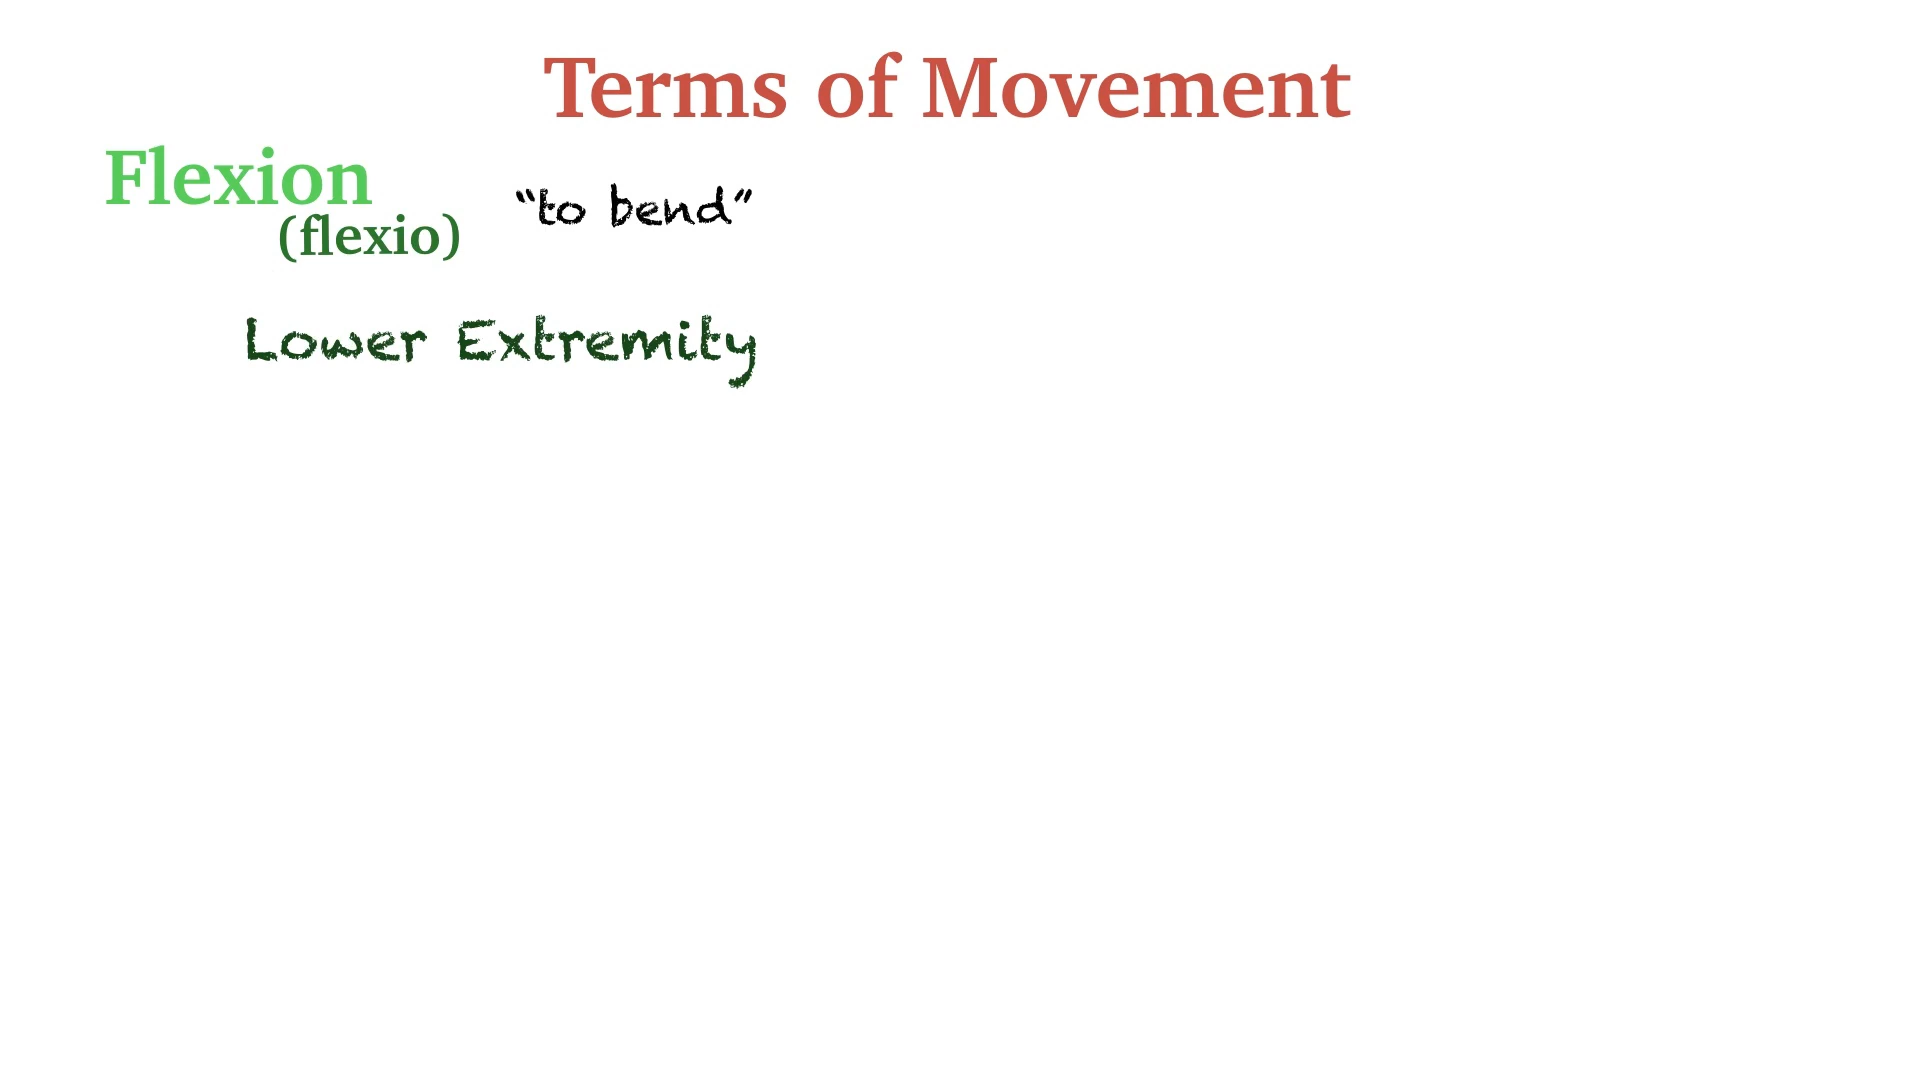 Terms of Movement
Flexion
(flexio)
“to bend”
Lower Extremity